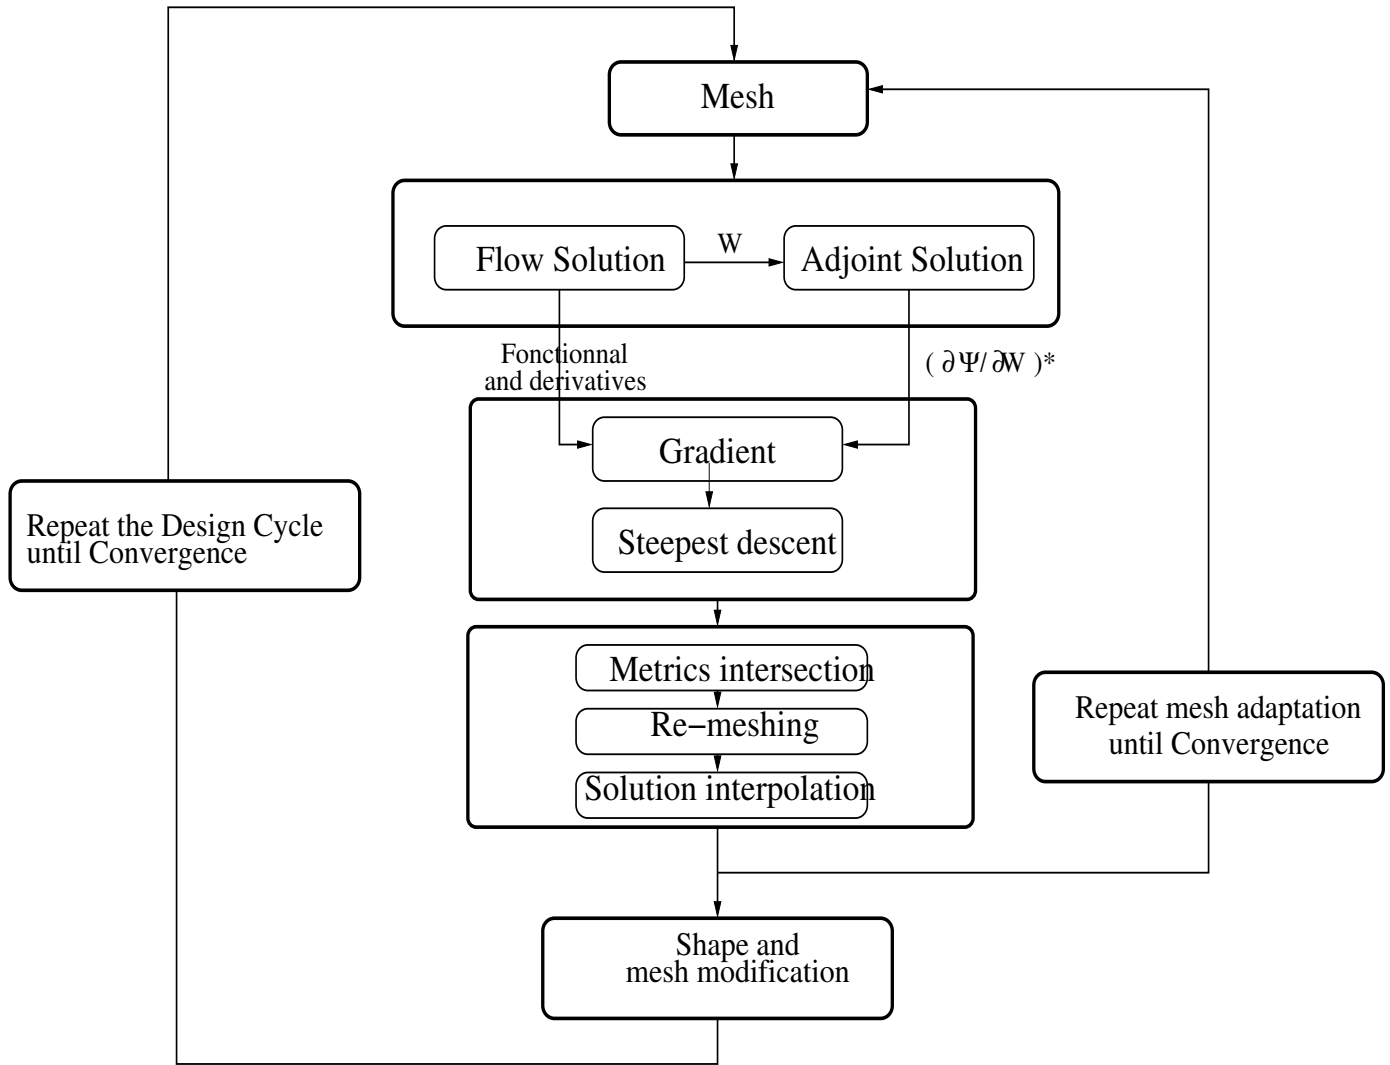 Mesh
Flow Solution
W
Adjoint Solution
Fonctionnal
and derivatives
( ∂Ψ/ ∂W )*
Gradient
Steepest descent
Repeat the Design Cycle
until Convergence
Metrics intersection
Re−meshing
Solution interpolation
Repeat mesh adaptation
until Convergence
Shape and
mesh modification